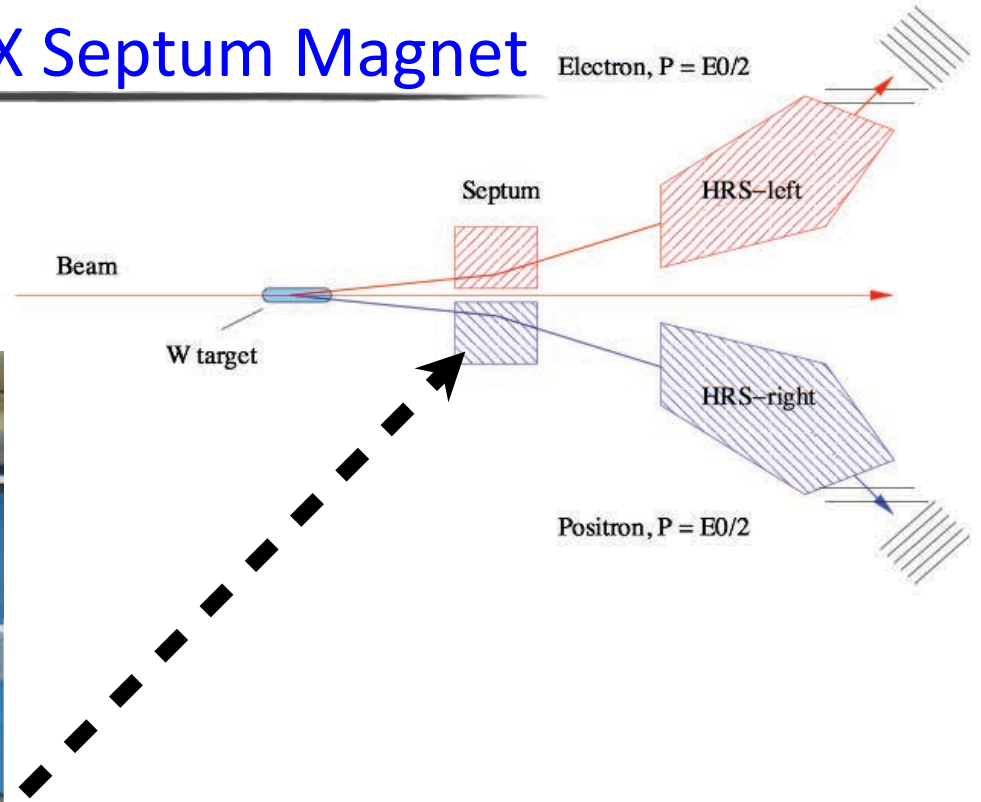 X Septum Magnet
Electron, P = E0/2
Septum
HRS–left
Beam
W target
HRS–right
Positron, P = E0/2